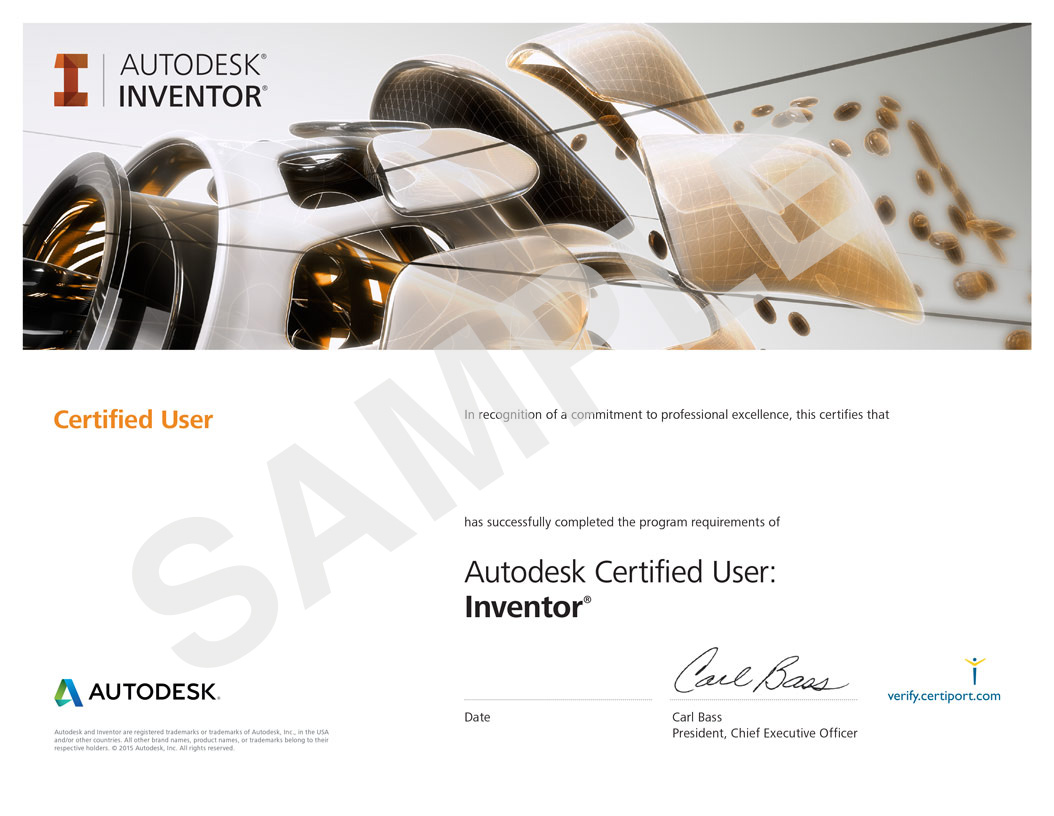 AUTODESK®
INVENTOR®
SAMPLE
Certified User
In recognition of a commitment to professional excellence, this certifies that
has successfully completed the program requirements of
Autodesk Certified User:
Inventor®
Carl Bass
AUTODESK®
verify.certiport.com
Date
Carl Bass
President, Chief Executive Officer
Autodesk and Inventor are registered trademarks or trademarks of Autodesk, Inc., in the USA
and/or other countries. All other brand names, product names, or trademarks belong to their
respective holders. © 2015 Autodesk, Inc. All rights reserved.